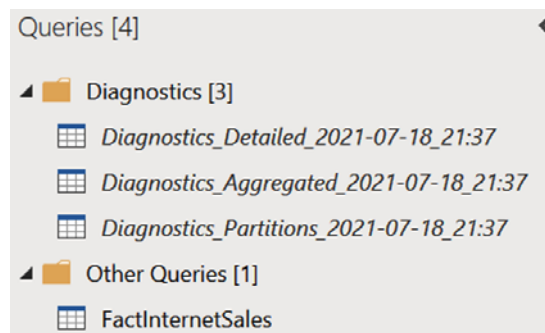 Queries [4]
Diagnostics [3]
Diagnostics_Detailed_2021-07-18_21:37
Diagnostics_Aggregated_2021-07-18_21:37
Diagnostics_Partitions_2021-07-18_21:37
Other Queries [1]
FactInternetSales